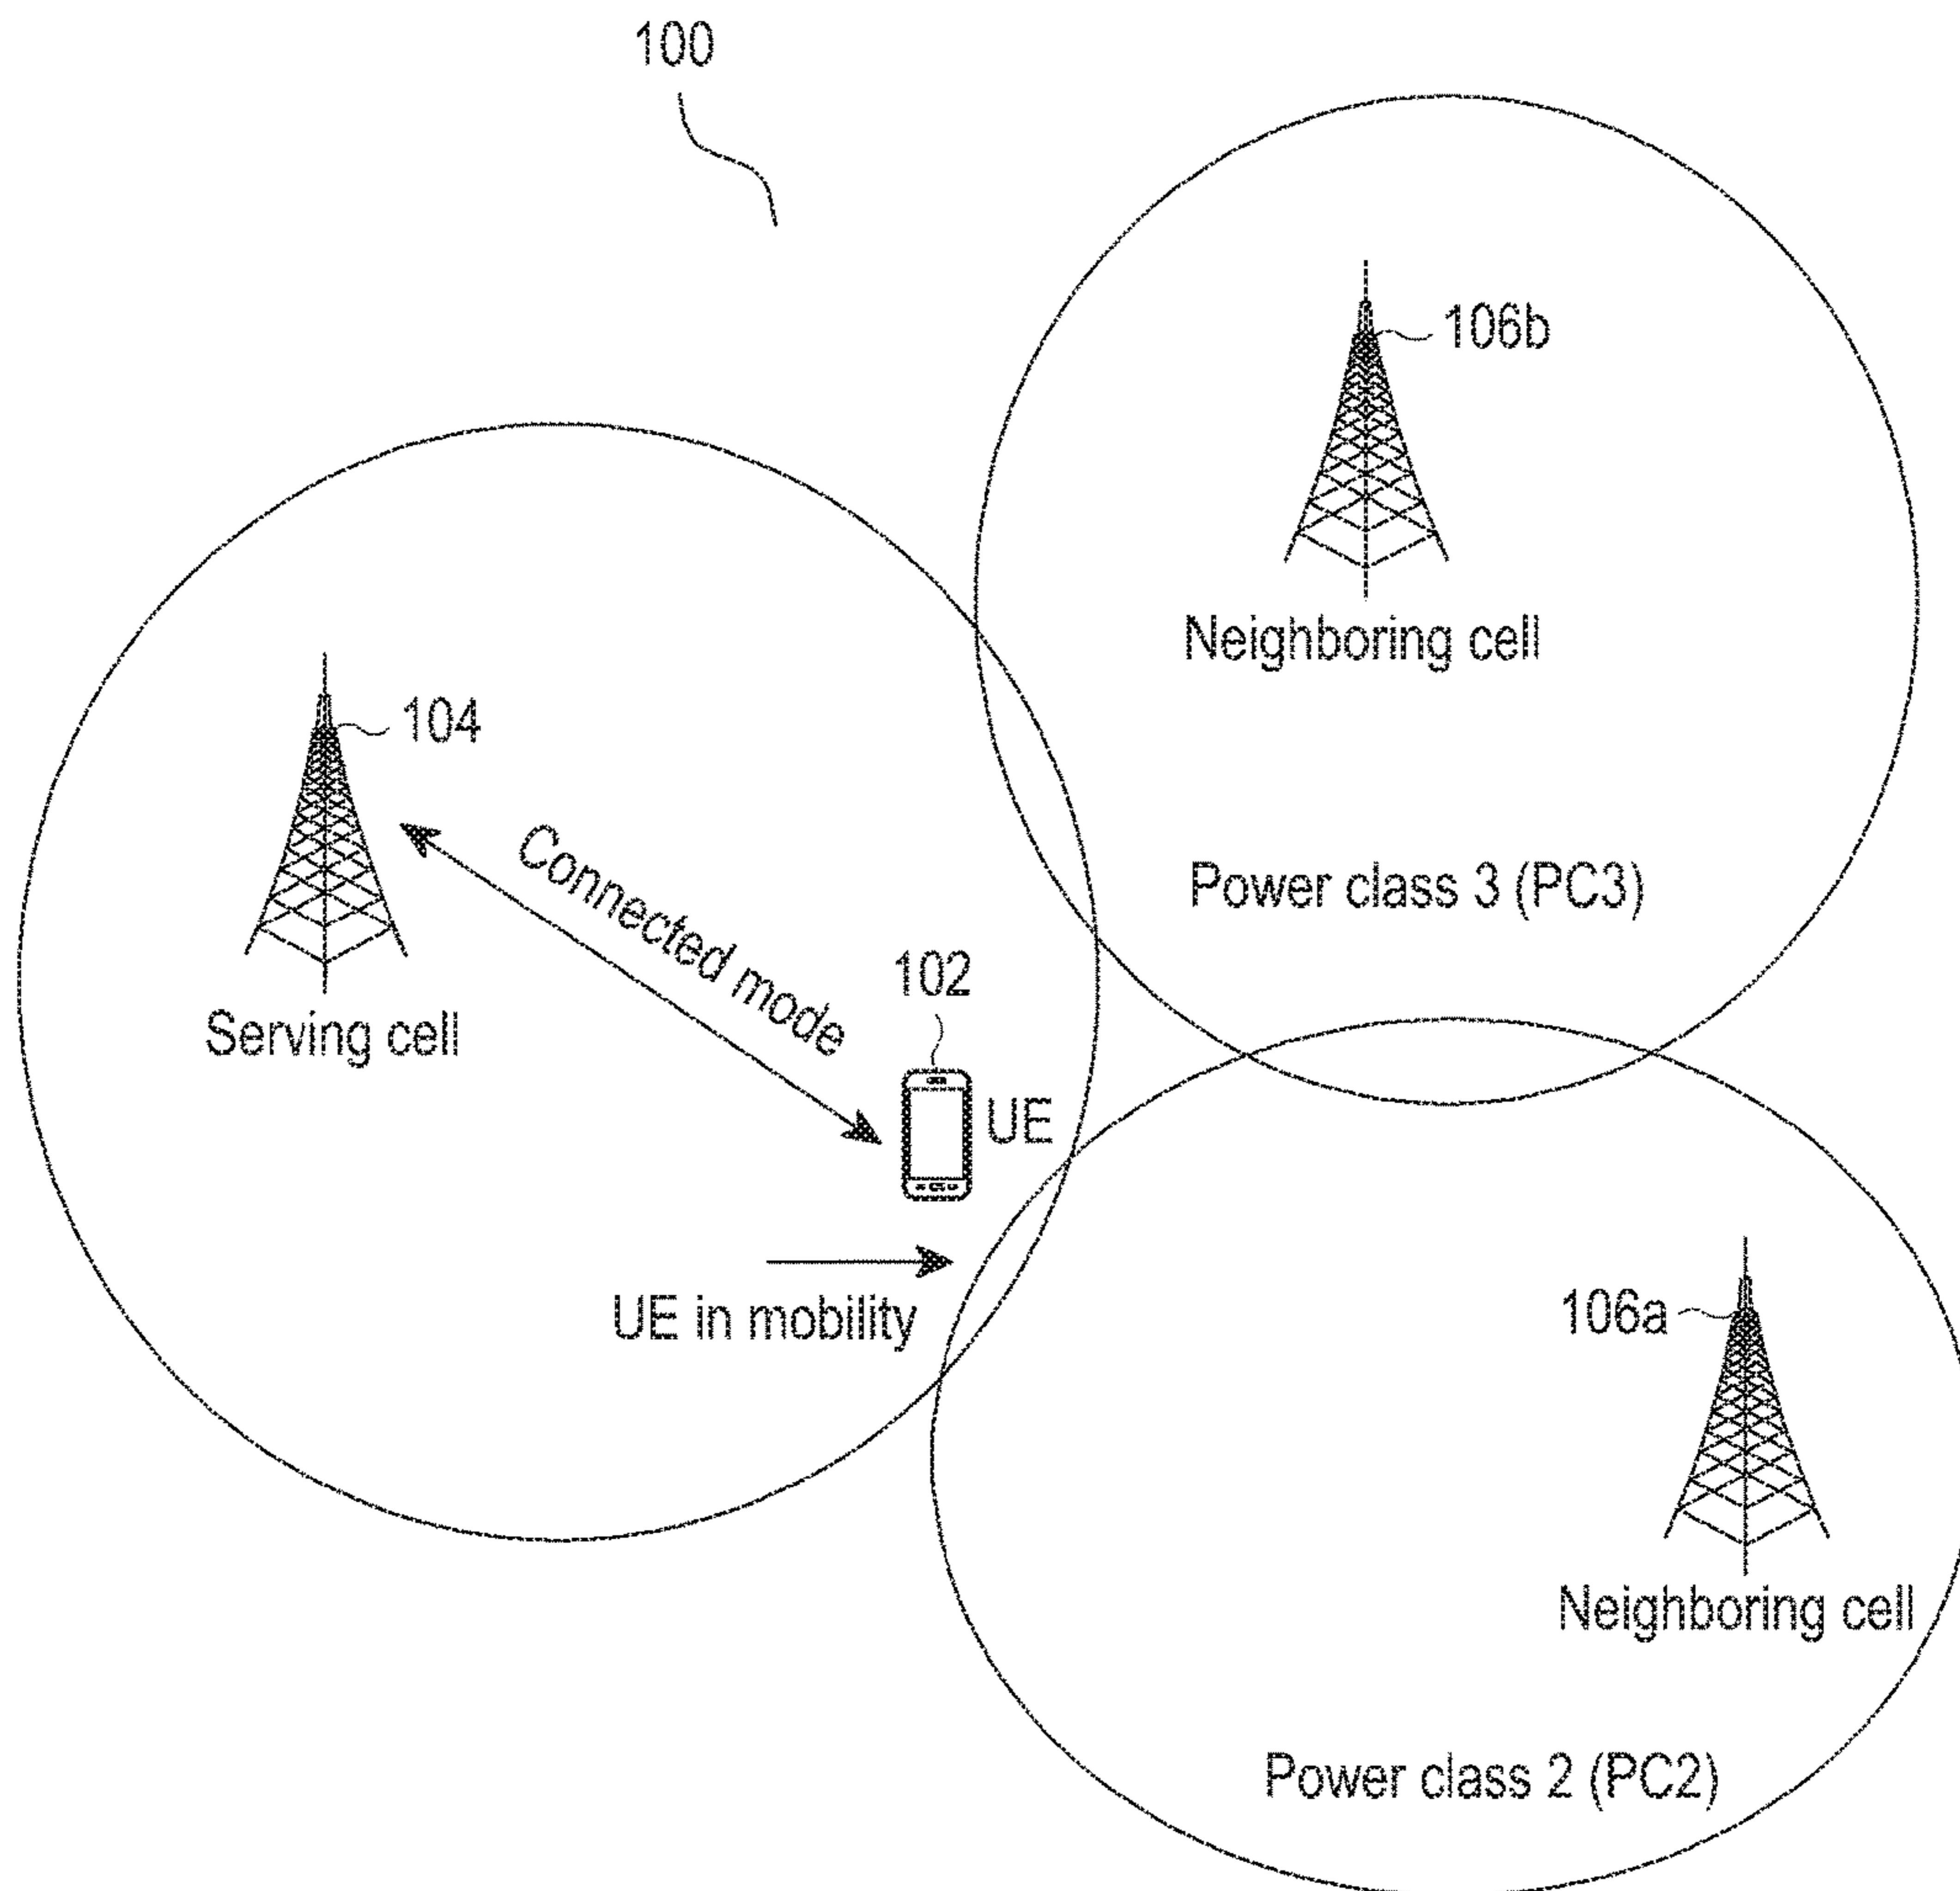 100
106b
Neighboring cell
104
Power class 3 (PC3)
Connected mode
102
Serving cell
UE
106a
UE in mobility
Neighboring cell
Power class 2 (PC2)